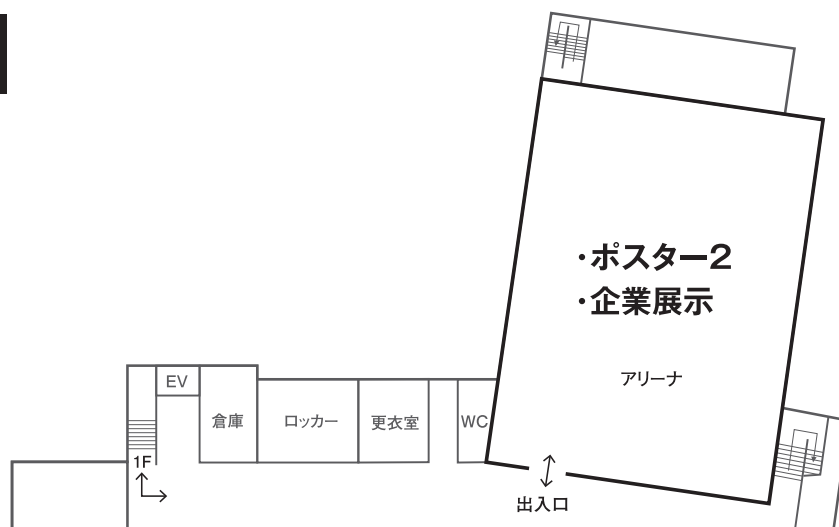 ・ポスター2
・企業展示
アリーナ
EV
倉庫
ロッカー
更衣室
WC
1F
出入口